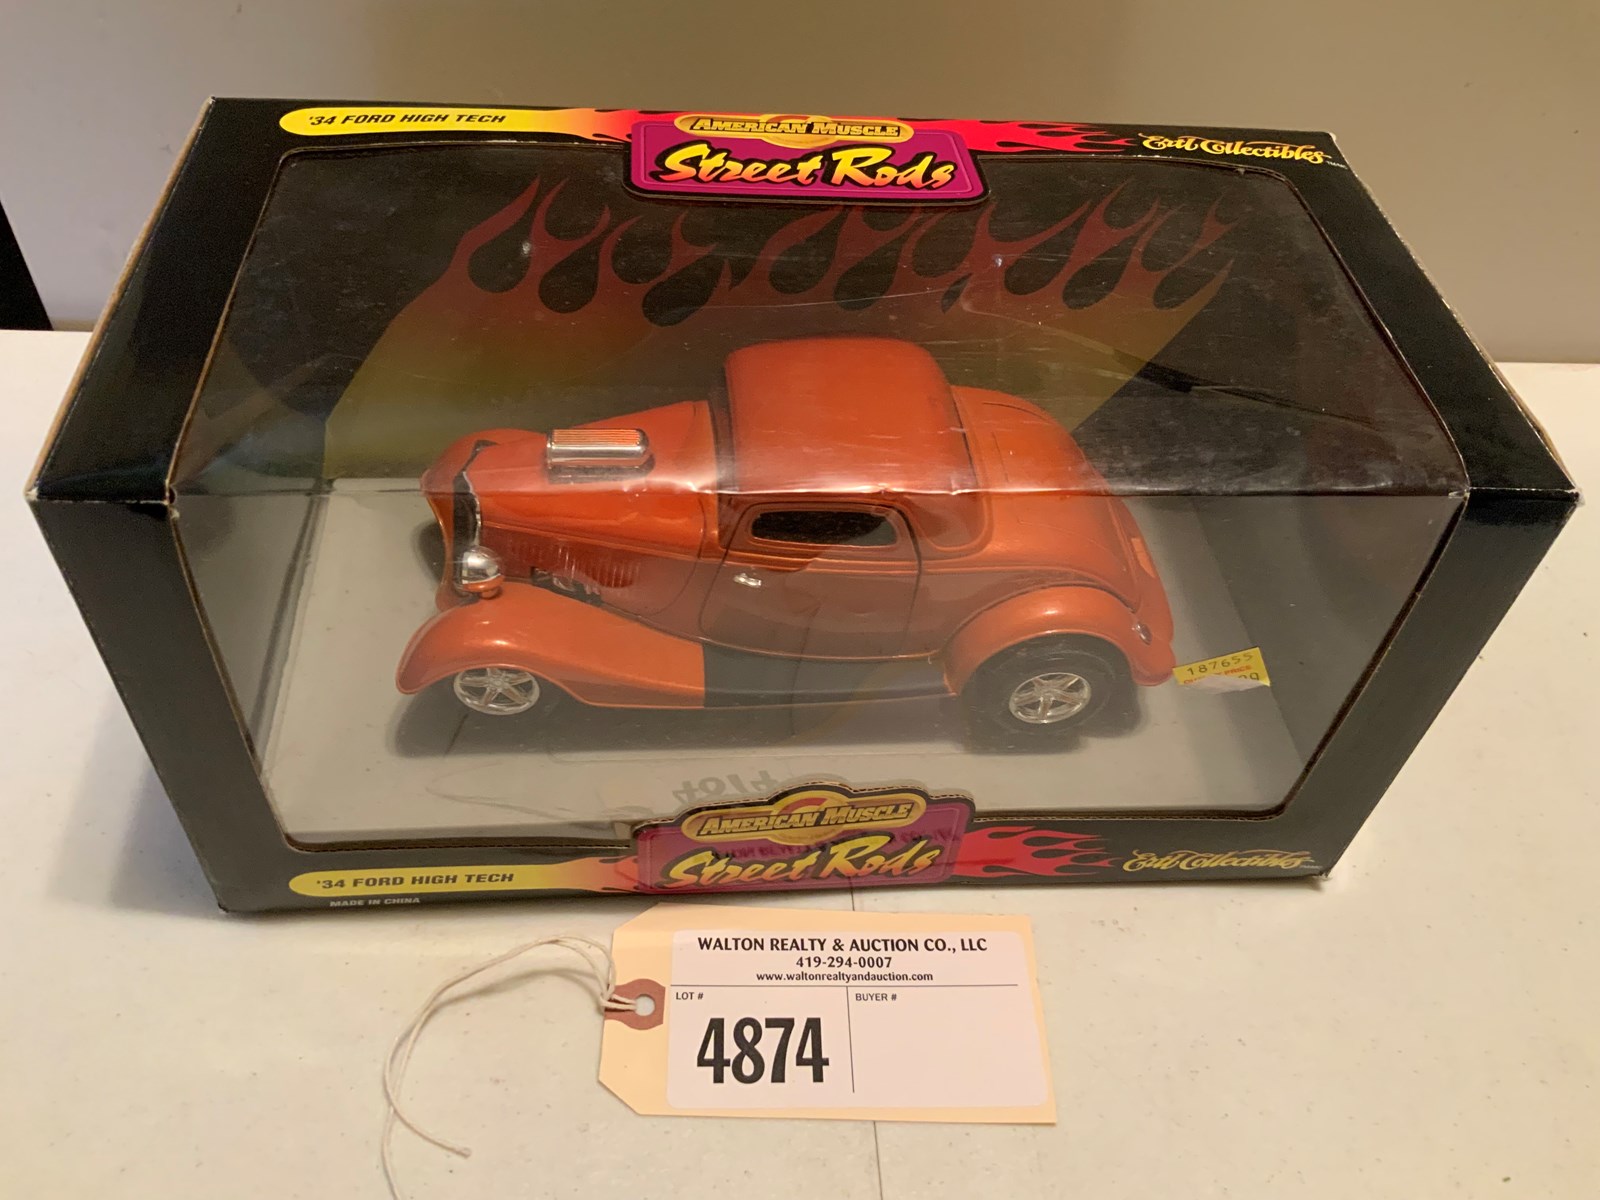 '34 FORD HIGH TECH
AMERICAN MUSCLE
Street Rods
Ertl Collectibles
187655
AMERICAN MUSCLE
Street Rods
'34 FORD HIGH TECH
Ertl Collectibles
MADE IN CHINA
WALTON REALTY & AUCTION CO., LLC
419-294-0007
www.waltonrealtyandauction.com
LOT #
BUYER #
4874